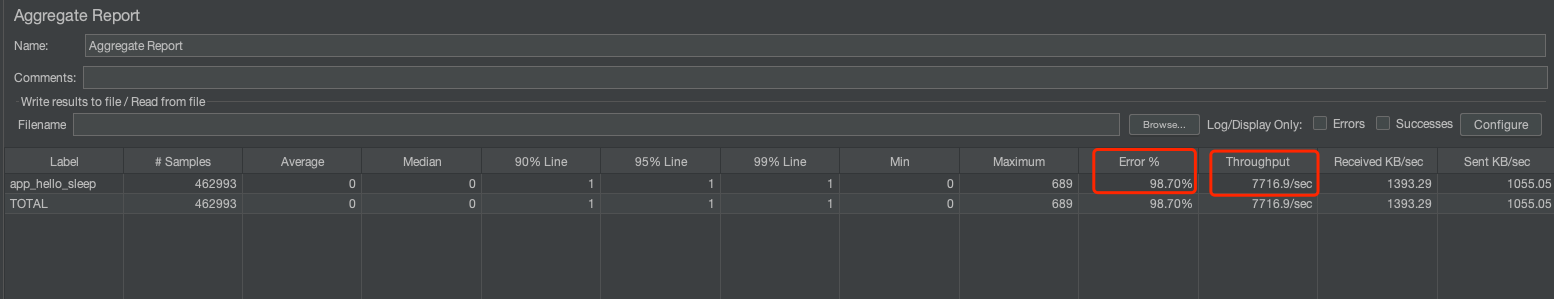 Aggregate Report
Name: Aggregate Report
Comments:
Write results to file / Read from file
Filename Browse... Log/Display Only: Errors Successes Configure
Label # Samples Average Median 90% Line 95% Line 99% Line Min Maximum Error % Throughput Received KB/sec Sent KB/sec
app_hello_sleep 462993 0 0 1 1 1 0 689 98.70% 7716.9/sec 1393.29 1055.05
TOTAL 462993 0 0 1 1 1 0 689 98.70% 7716.9/sec 1393.29 1055.05